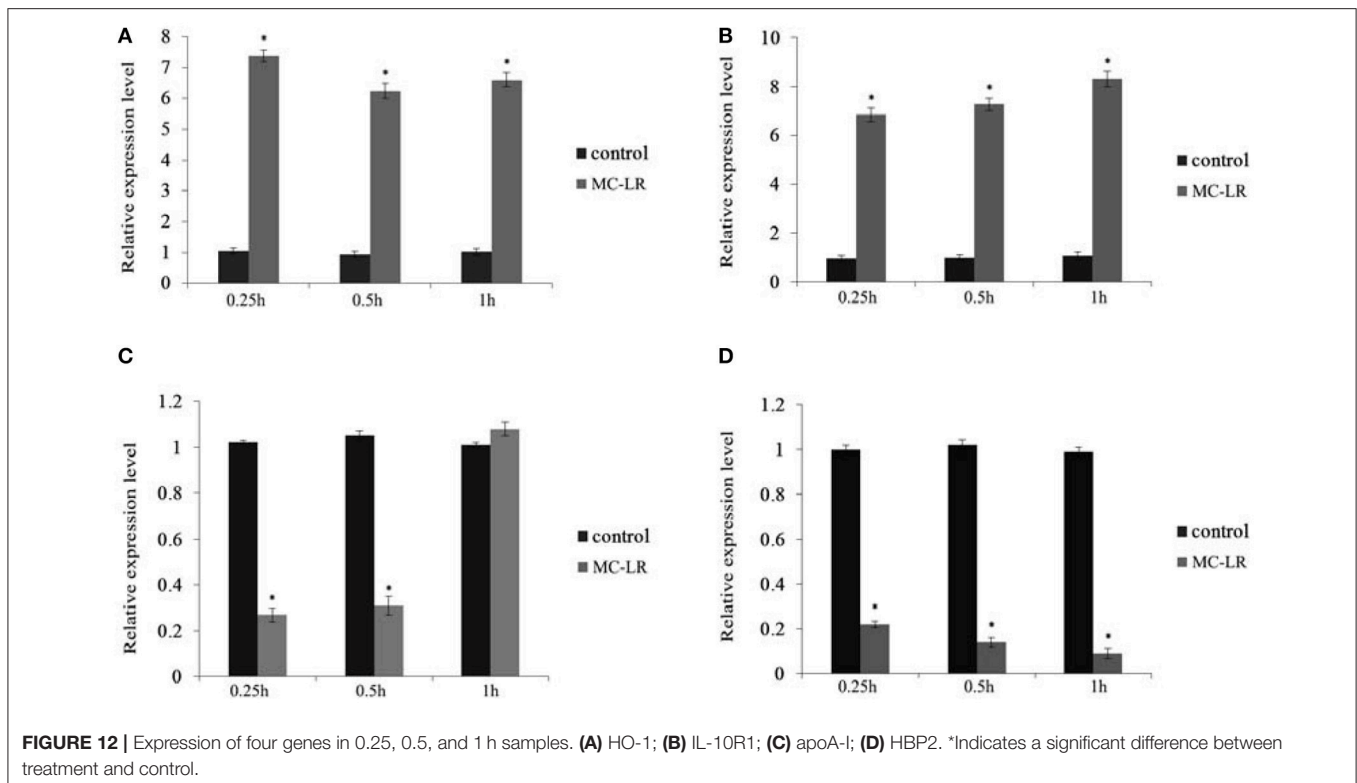 A
8
7
6
5
4
3
2
1
0
Relative expression level
*
*
*
0.25h
0.5h
1h
control
MC-LR
B
10
8
6
4
2
0
Relative expression level
*
*
*
0.25h
0.5h
1h
control
MC-LR
C
1.2
1
0.8
0.6
0.4
0.2
0
Relative expression level
*
*
0.25h
0.5h
1h
control
MC-LR
D
1.2
1
0.8
0.6
0.4
0.2
0
Relative expression level
*
*
*
0.25h
0.5h
1h
control
MC-LR
FIGURE 12 | Expression of four genes in 0.25, 0.5, and 1 h samples. (A) HO-1; (B) IL-10R1; (C) apoA-I; (D) HBP2. *Indicates a significant difference between
treatment and control.